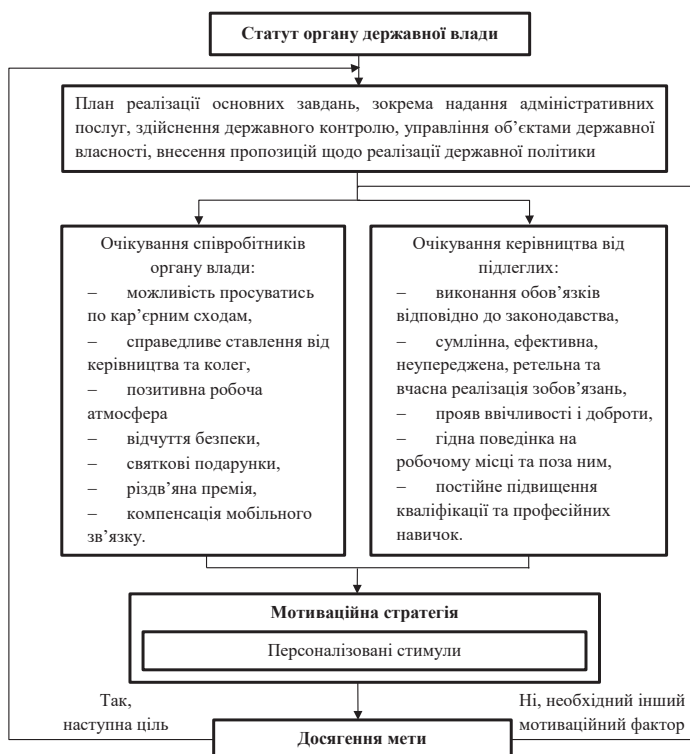 Статут органу державної влади
План реалізації основних завдань, зокрема надання адміністративних
послуг, здійснення державного контролю, управління об’єктами державної
власності, внесення пропозицій щодо реалізації державної політики
Очікування співробітників
органу влади:
– можливість просуватись
по кар’єрним сходам,
– справедливе ставлення від
керівництва та колег,
– позитивна робоча
атмосфера
– відчуття безпеки,
– святкові подарунки,
– різдв’яна премія,
– компенсація мобільного
зв’язку.
Очікування керівництва від
підлеглих:
– виконання обов’язків
відповідно до законодавства,
– сумлінна, ефективна,
неупереджена, ретельна та
вчасна реалізація зобов’язань,
– прояв ввічливості і доброти,
– гідна поведінка на
робочому місці та поза ним,
– постійне підвищення
кваліфікації та професійних
навичок.
Мотиваційна стратегія
Персоналізовані стимули
Так,
наступна ціль
Ні, необхідний інший
мотиваційний фактор
Досягення мети